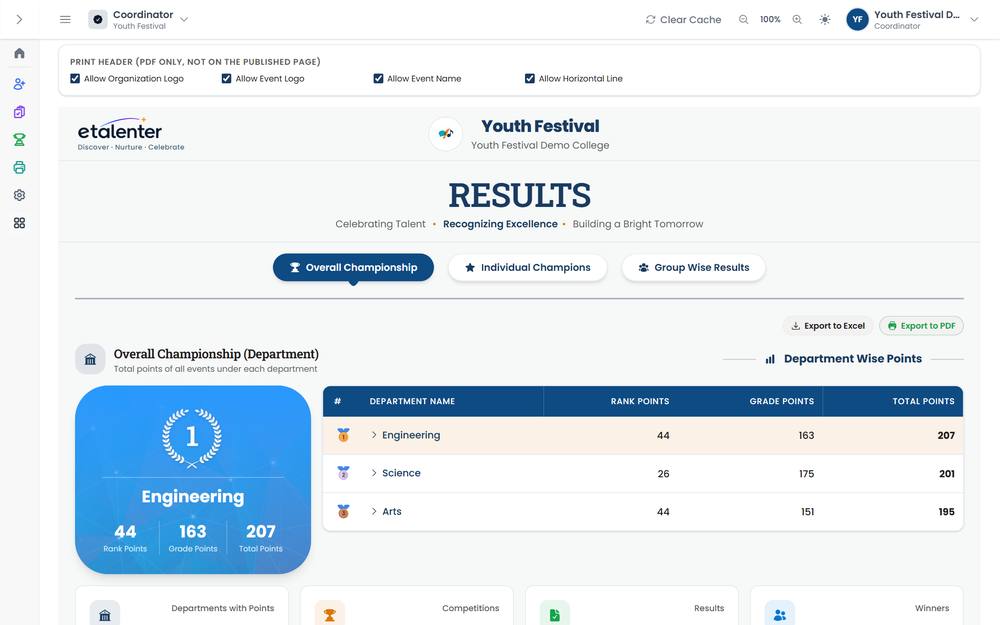 Coordinator
Youth Festival
Clear Cache
100%
YF
Youth Festival D...
Coordinator
PRINT HEADER (PDF ONLY, NOT ON THE PUBLISHED PAGE)
Allow Organization Logo
Allow Event Logo
Allow Event Name
Allow Horizontal Line
etalenter
Discover · Nurture · Celebrate
Youth Festival
Youth Festival Demo College
RESULTS
Celebrating Talent • Recognizing Excellence • Building a Bright Tomorrow
Overall Championship
Individual Champions
Group Wise Results
Export to Excel
Export to PDF
Overall Championship (Department)
Total points of all events under each department
Department Wise Points
1
Engineering
44 163 207
Rank Points Grade Points Total Points
# DEPARTMENT NAME RANK POINTS GRADE POINTS TOTAL POINTS
1 Engineering 44 163 207
2 Science 26 175 201
3 Arts 44 151 195
Departments with Points
Competitions
Results
Winners